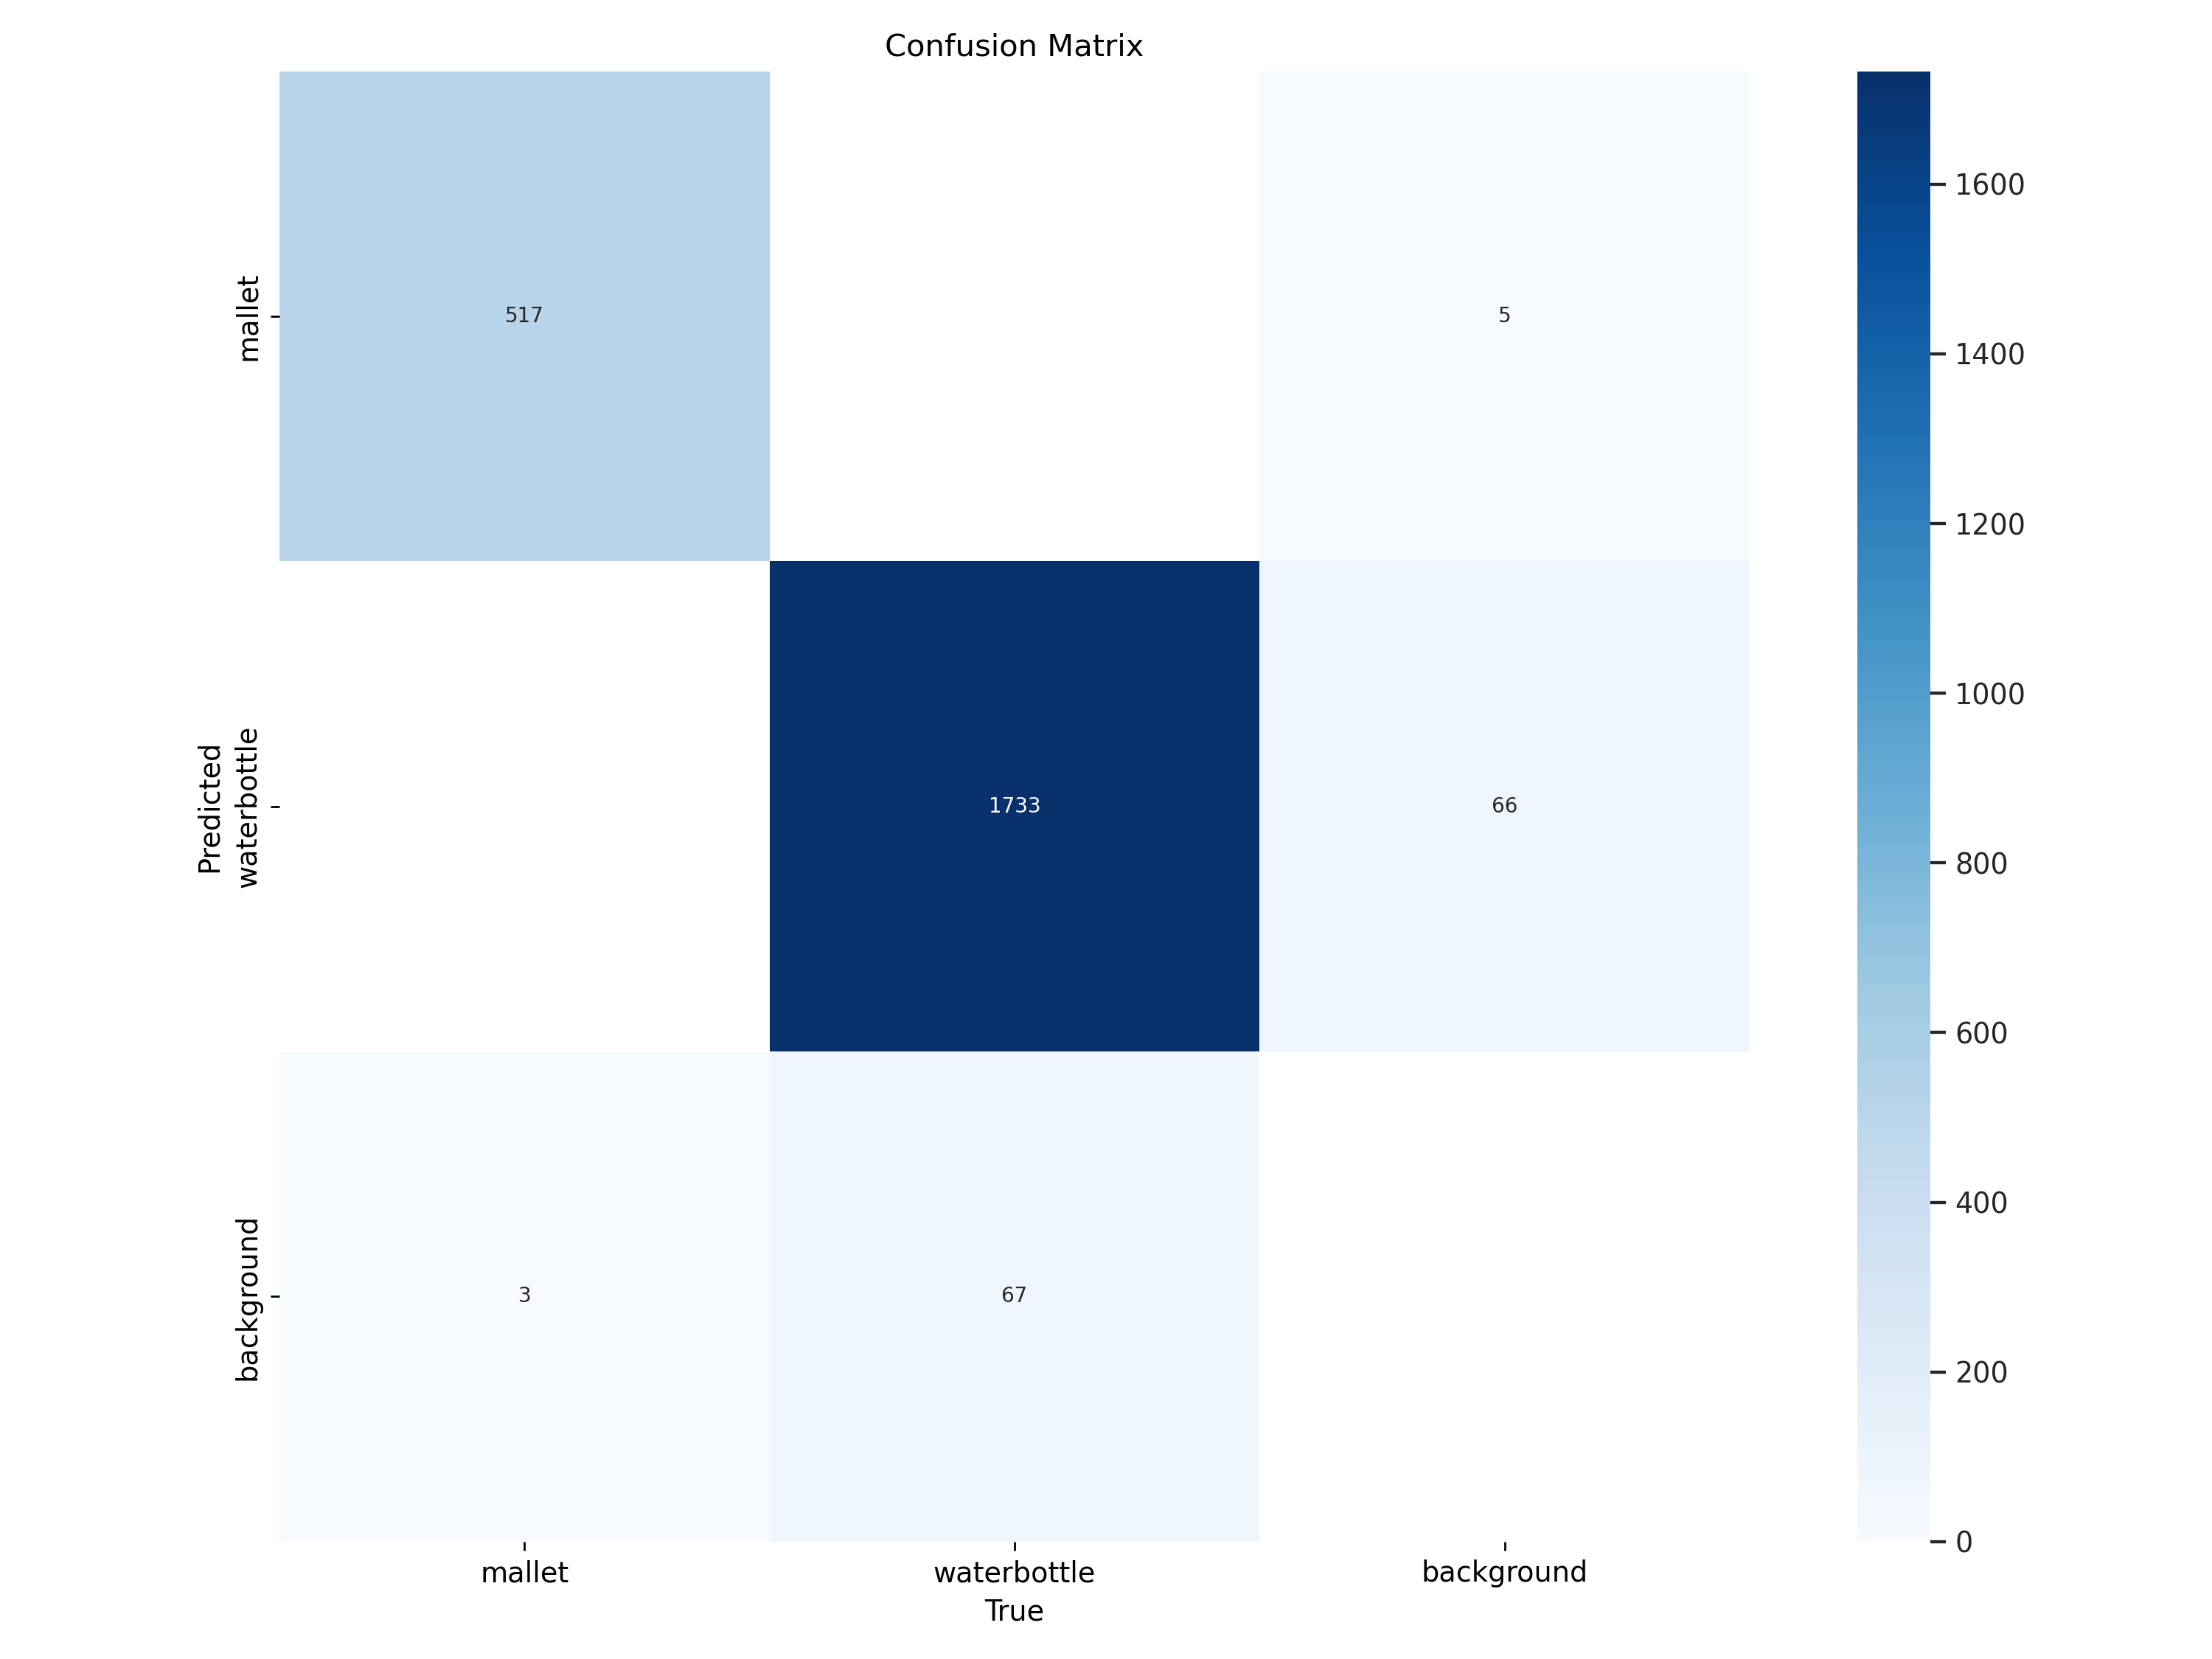 Confusion Matrix
mallet
517
5
Predicted
waterbottle
1733
66
background
3
67
mallet
waterbottle
background
True
1600
1400
1200
1000
800
600
400
200
0